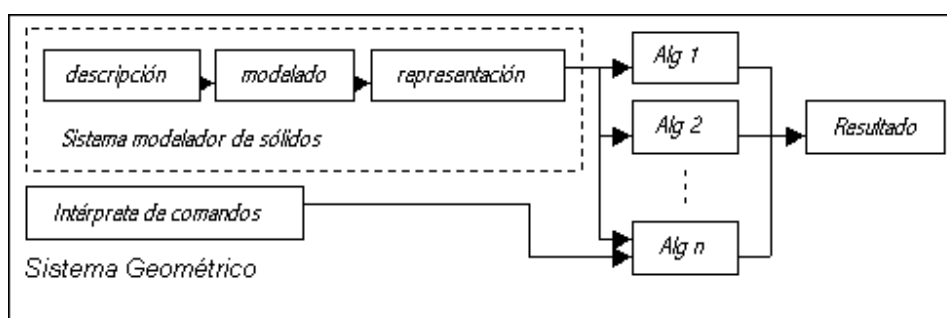 descripción
modelado
representación
Sistema modelador de sólidos
Intérprete de comandos
Sistema Geométrico
Alg 1
Alg 2
Alg n
Resultado